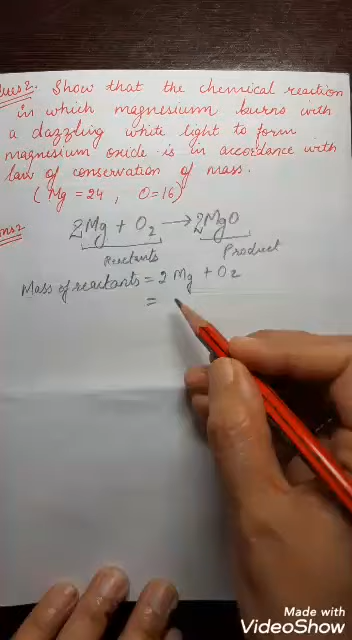 Ques2. Show that the chemical reaction
in which magnesium burns with
a dazzling white light to form
magnesium oxide is in accordance with
law of conservation of mass.
(Mg = 24, O = 16)
Ans2 2Mg + O2 → 2MgO
Reactants Product
Mass of reactants = 2 Mg + O2
=
Made with
VideoShow